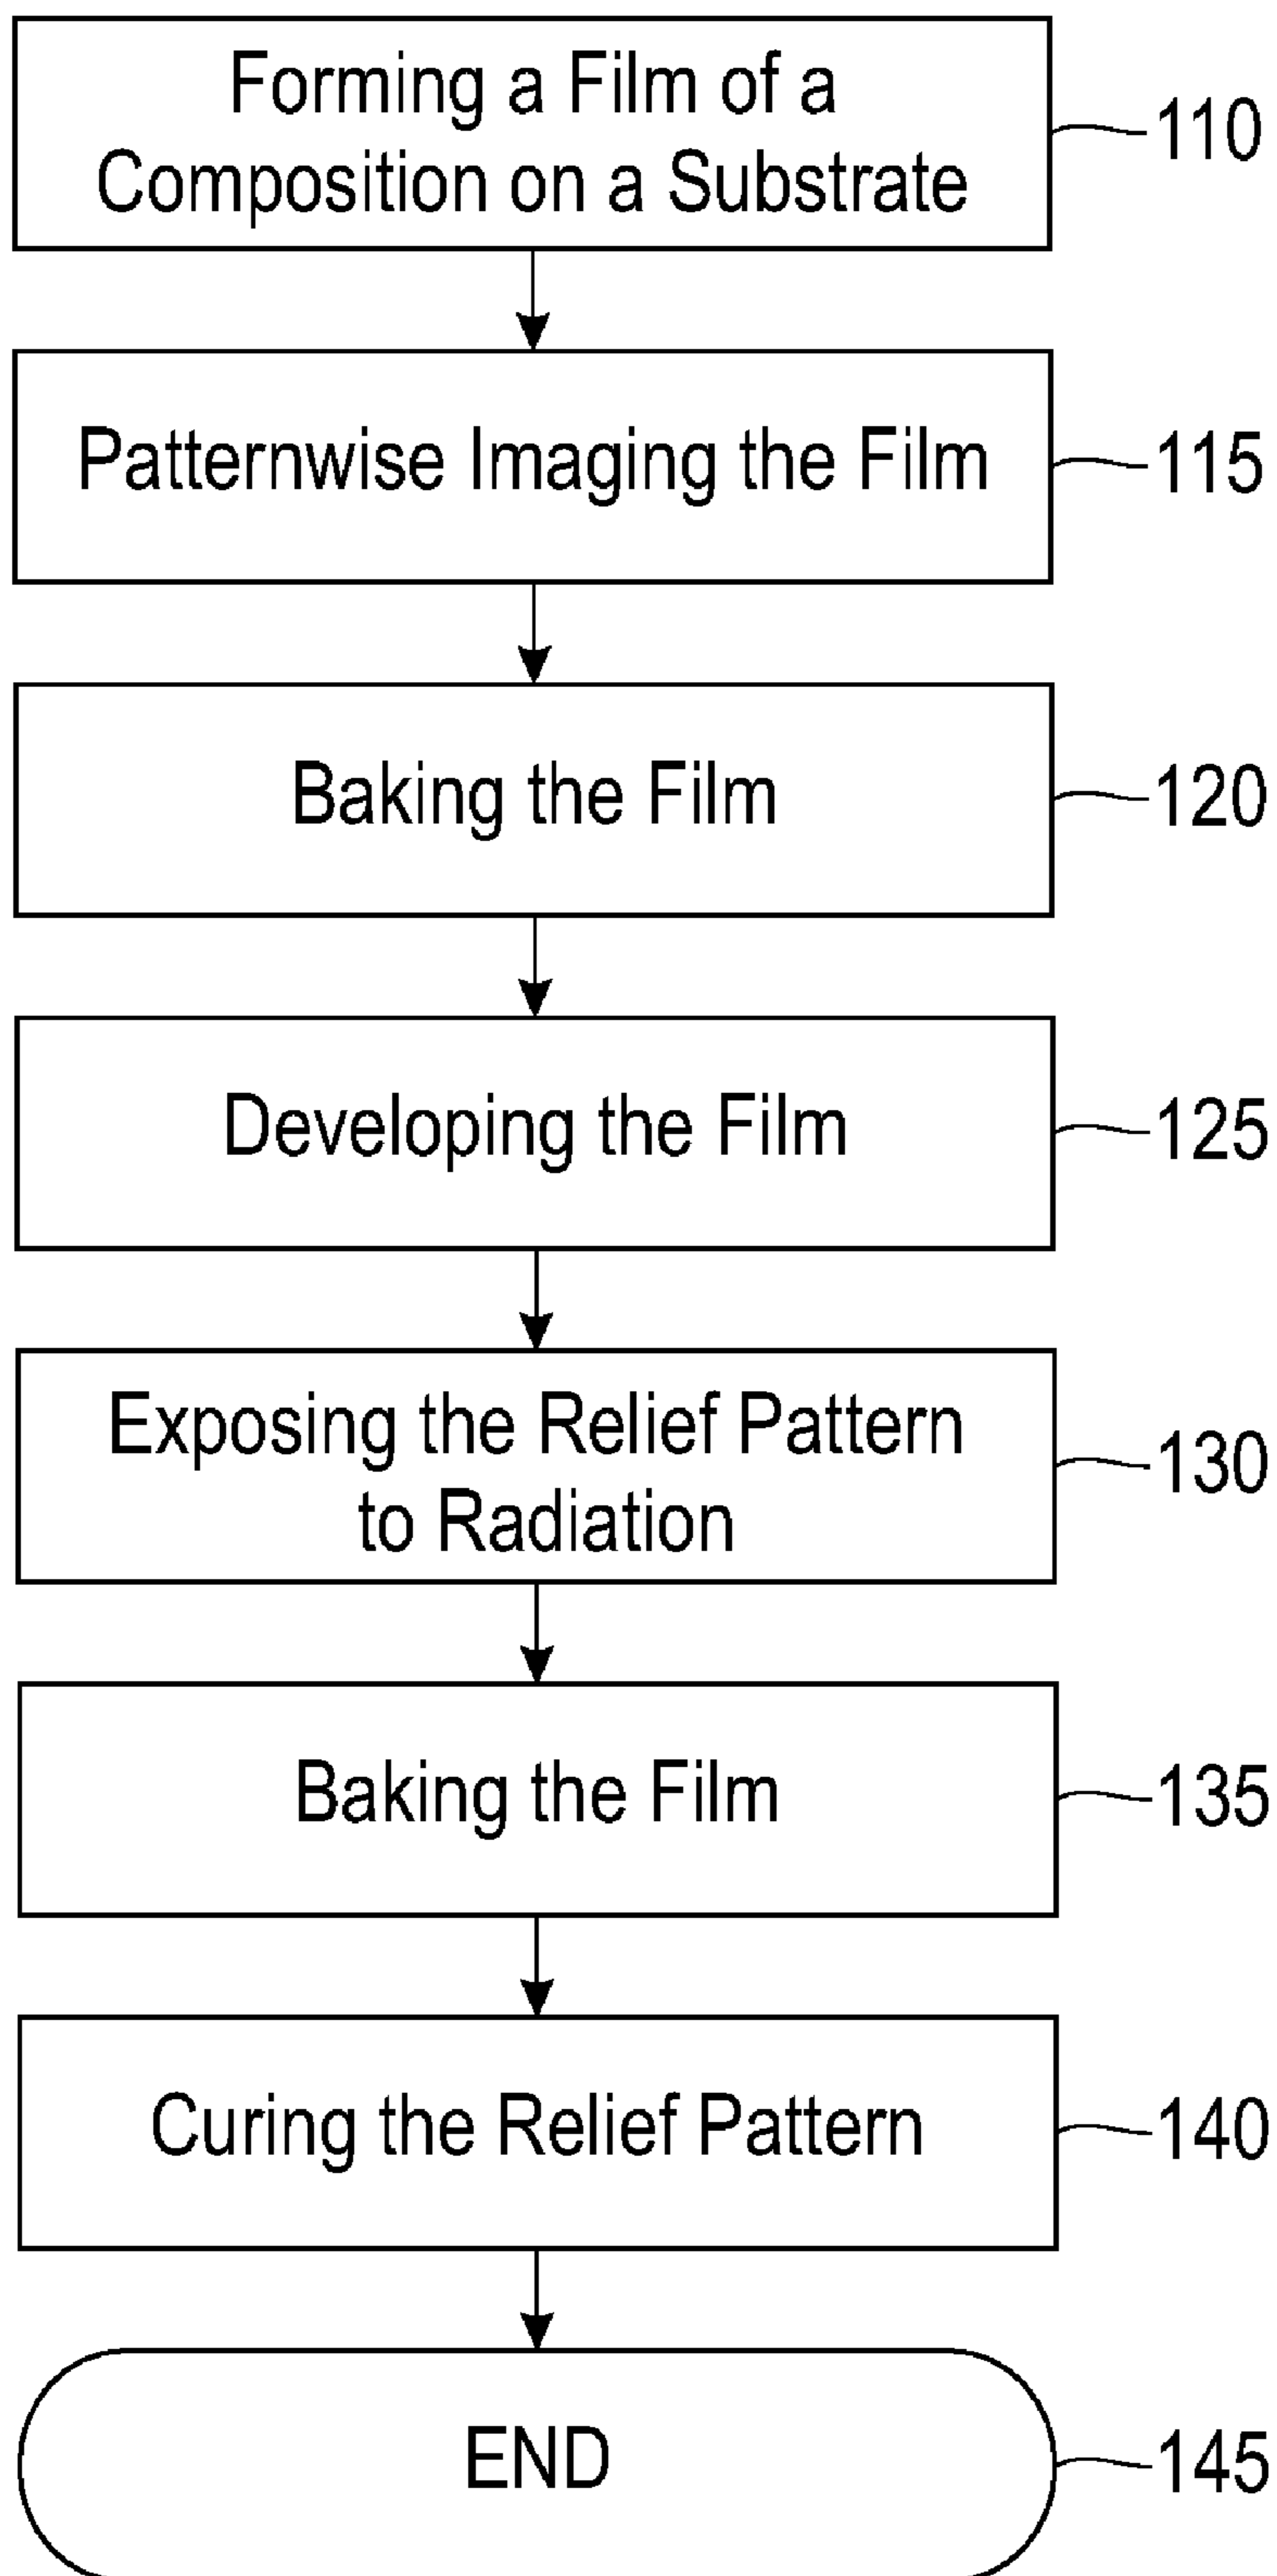 Forming a Film of a
Composition on a Substrate
110
Patternwise Imaging the Film
115
Baking the Film
120
Developing the Film
125
Exposing the Relief Pattern
to Radiation
130
Baking the Film
135
Curing the Relief Pattern
140
END
145